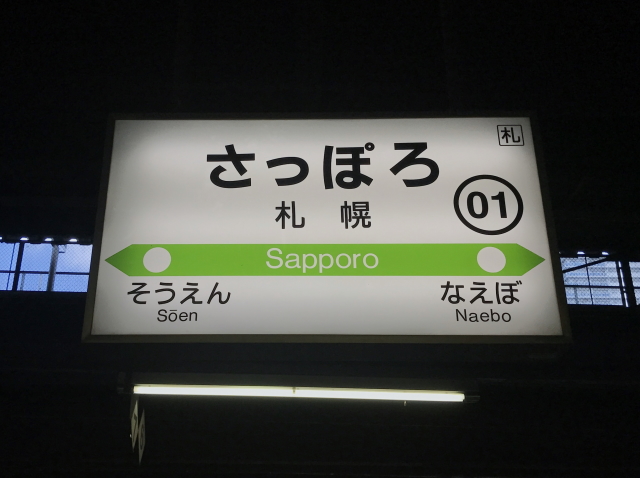 札
さっぽろ
札幌
01
Sapporo
そうえん
Sōen
なえぼ
Naebo